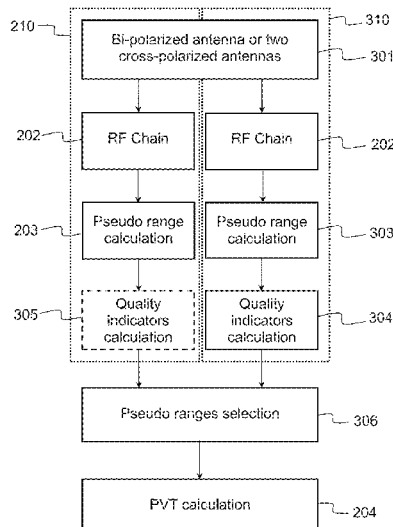 210
310
Bi-polarized antenna or two
cross-polarized antennas
301
202
RF Chain
RF Chain
202
203
Pseudo range
calculation
Pseudo range
calculation
303
305
Quality
indicators
calculation
Quality
indicators
calculation
304
Pseudo ranges selection
306
PVT calculation
204